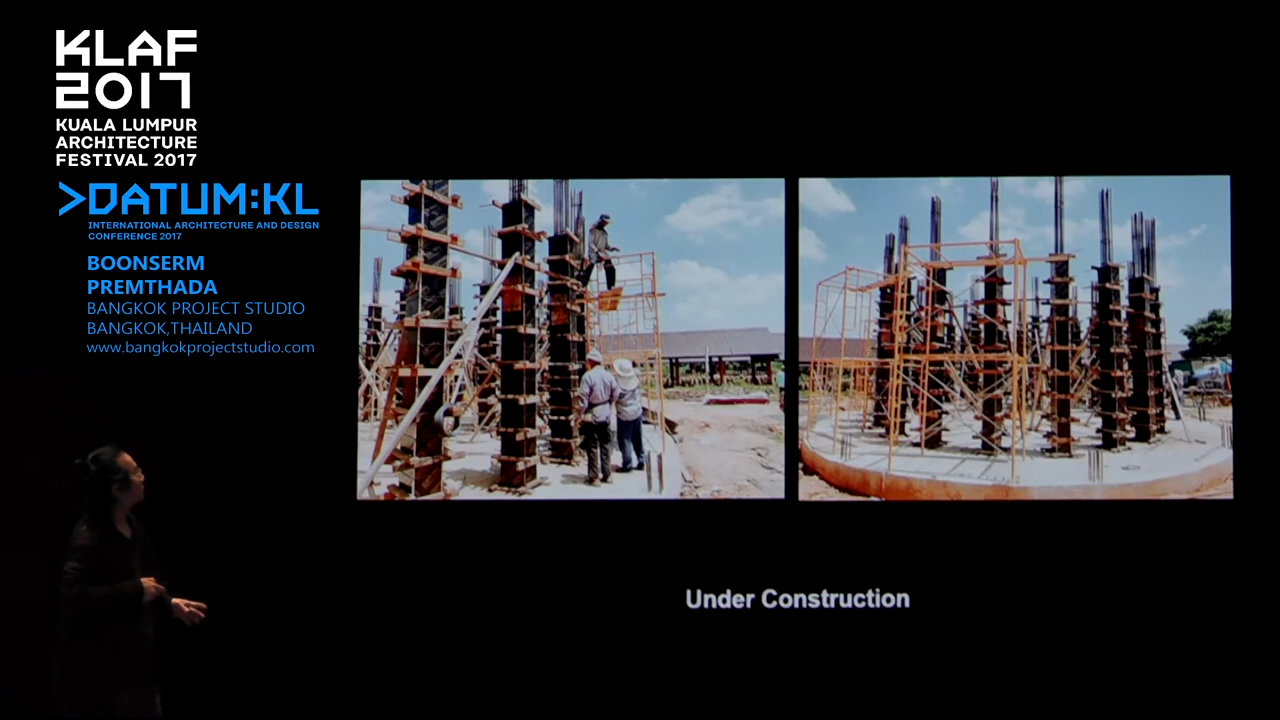 KLAF
2017
KUALA LUMPUR
ARCHITECTURE
FESTIVAL 2017
>DATUM:KL
INTERNATIONAL ARCHITECTURE AND DESIGN
CONFERENCE 2017
BOONSERM
PREMTHADA
BANGKOK PROJECT STUDIO
BANGKOK,THAILAND
www.bangkokprojectstudio.com
Under Construction